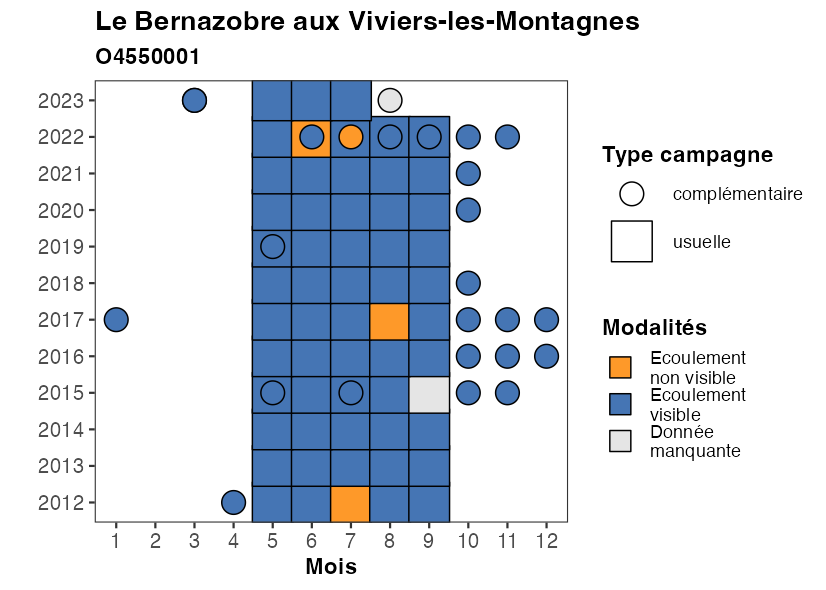 Le Bernazobre aux Viviers-les-Montagnes
O4550001
2023
2022
2021
2020
2019
2018
2017
2016
2015
2014
2013
2012
1 2 3 4 5 6 7 8 9 10 11 12
Mois
Type campagne
complémentaire
usuelle
Modalités
Ecoulement
non visible
Ecoulement
visible
Donnée
manquante